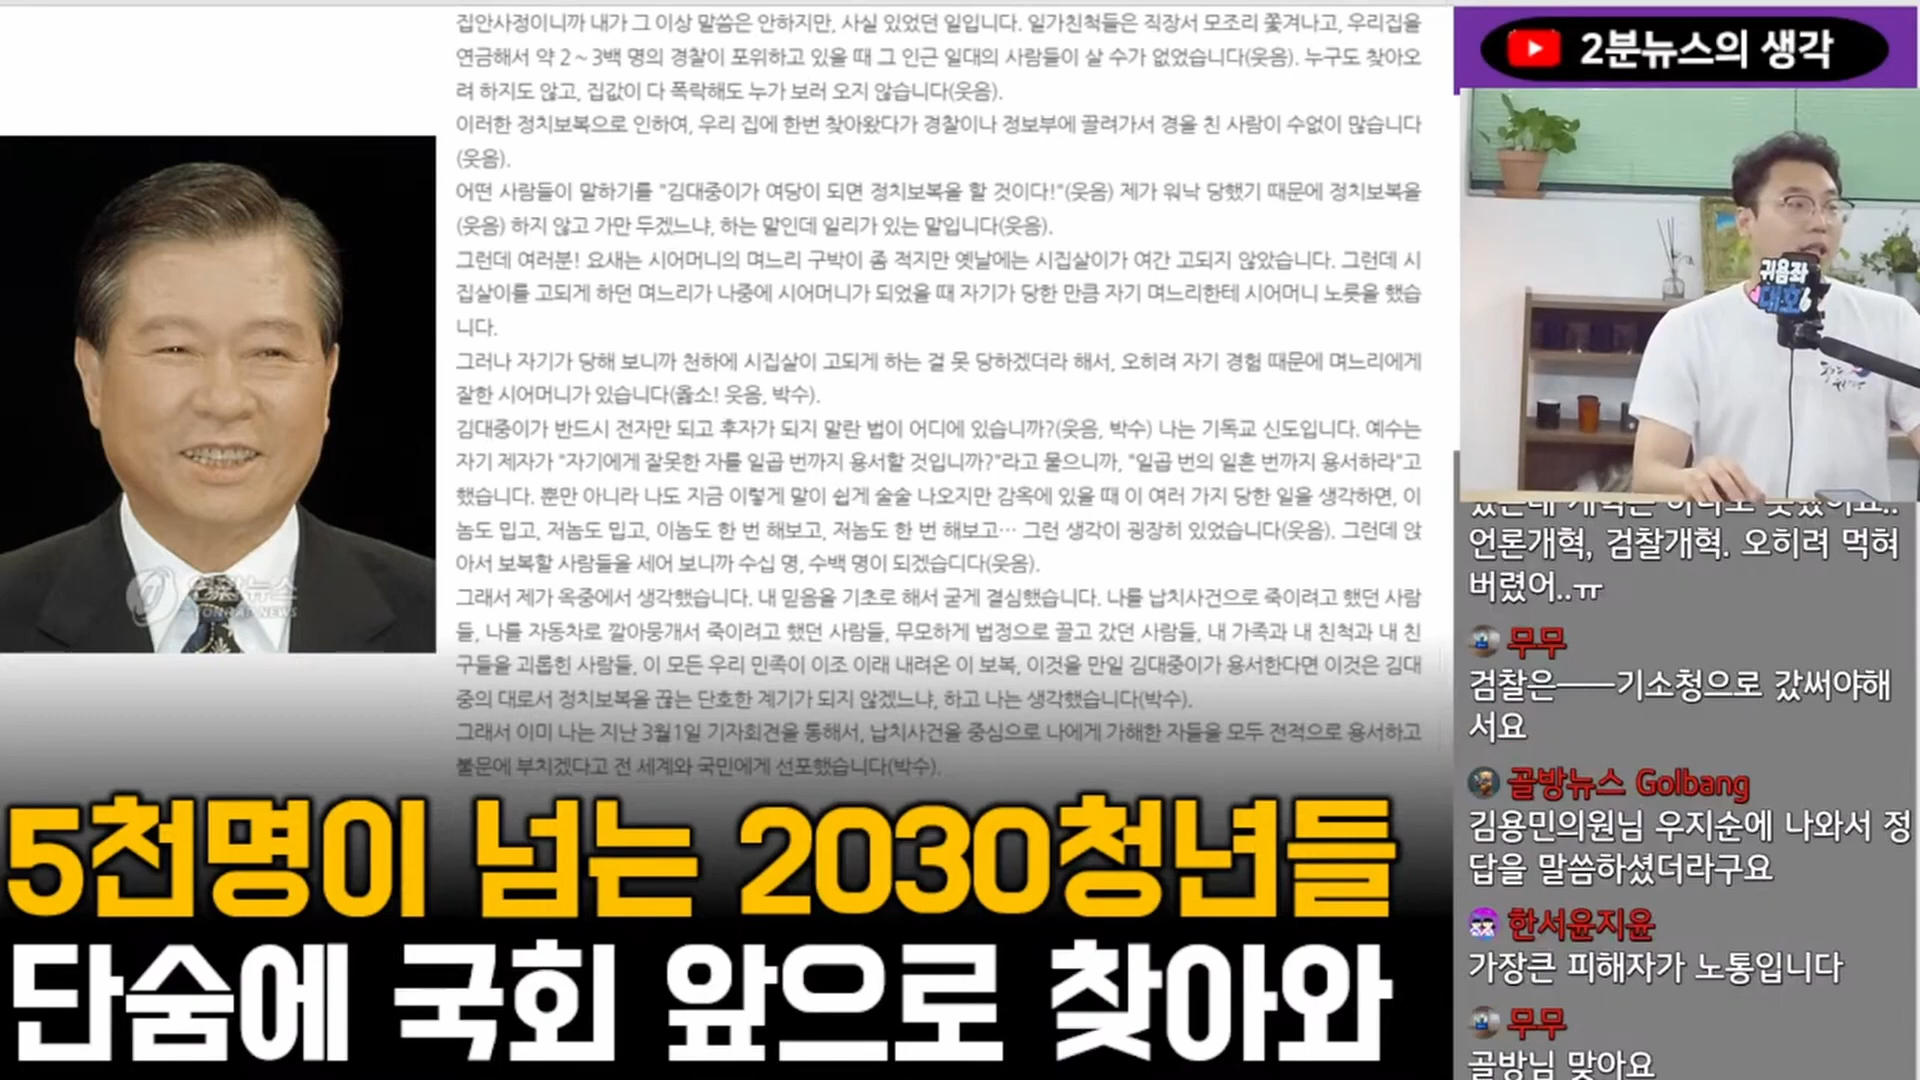 집안사정이니까 내가 그 이상 말씀은 안하지만, 사실 있었던 일입니다. 일가친척들은 직장서 모조리 쫓겨나고, 우리집을
연금해서 약 2~3백 명의 경찰이 포위하고 있을 때 그 인근 일대의 사람들이 살 수가 없었습니다(웃음). 누구도 찾아오
려 하지도 않고, 집값이 다 폭락해도 누가 보러 오지 않습니다(웃음).
이러한 정치보복으로 인하여, 우리 집에 한번 찾아왔다가 경찰이나 정보부에 끌려가서 경을 친 사람이 수없이 많습니다
(웃음).
어떤 사람들이 말하기를 "김대중이가 여당이 되면 정치보복을 할 것이다!"(웃음) 제가 워낙 당했기 때문에 정치보복을
(웃음) 하지 않고 가만 두겠느냐, 하는 말인데 일리가 있는 말입니다(웃음).
그런데 여러분! 요새는 시어머니의 며느리 구박이 좀 적지만 옛날에는 시집살이가 여간 고되지 않았습니다. 그런데 시
집살이를 고되게 하던 며느리가 나중에 시어머니가 되었을 때 자기가 당한 만큼 자기 며느리한테 시어머니 노릇을 했습
니다.
그러나 자기가 당해 보니까 천하에 시집살이 고되게 하는 걸 못 당하겠더라 해서, 오히려 자기 경험 때문에 며느리에게
잘한 시어머니가 있습니다(옳소! 웃음, 박수).
김대중이가 반드시 전자만 되고 후자가 되지 말란 법이 어디에 있습니까?(웃음, 박수) 나는 기독교 신도입니다. 예수는
자기 제자가 "자기에게 잘못한 자를 일곱 번까지 용서할 것입니까?"라고 물으니까, "일곱 번의 일흔 번까지 용서하라"고
했습니다. 뿐만 아니라 나도 지금 이렇게 말이 쉽게 술술 나오지만 감옥에 있을 때 이 여러 가지 당한 일을 생각하면, 이
놈도 밉고, 저놈도 밉고, 이놈도 한 번 해보고, 저놈도 한 번 해보고… 그런 생각이 굉장히 있었습니다(웃음). 그런데 앉
아서 보복할 사람들을 세어 보니까 수십 명, 수백 명이 되겠습디다(웃음).
그래서 제가 옥중에서 생각했습니다. 내 믿음을 기초로 해서 굳게 결심했습니다. 나를 납치사건으로 죽이려고 했던 사람
들, 나를 자동차로 깔아뭉개서 죽이려고 했던 사람들, 무모하게 법정으로 끌고 갔던 사람들, 내 가족과 내 친척과 내 친
구들을 괴롭힌 사람들, 이 모든 우리 민족이 이조 이래 내려온 이 보복, 이것을 만일 김대중이가 용서한다면 이것은 김대
중의 대로서 정치보복을 끊는 단호한 계기가 되지 않겠느냐, 하고 나는 생각했습니다(박수).
그래서 이미 나는 지난 3월1일 기자회견을 통해서, 납치사건을 중심으로 나에게 가해한 자들을 모두 전적으로 용서하고
불문에 부치겠다고 전 세계와 국민에게 선포했습니다(박수).
연합뉴스
YONHAP NEWS
5천명이 넘는 2030청년들
단숨에 국회 앞으로 찾아와
2분뉴스의 생각
귀욤좌
대호
언론개혁, 검찰개혁. 오히려 먹혀
버렸어..ㅠ
무무
검찰은——기소청으로 갔써야해
서요
골방뉴스 Golbang
김용민의원님 우지순에 나와서 정
답을 말씀하셨더라구요
한서윤지윤
가장큰 피해자가 노통입니다
무무
골방님 맞아요